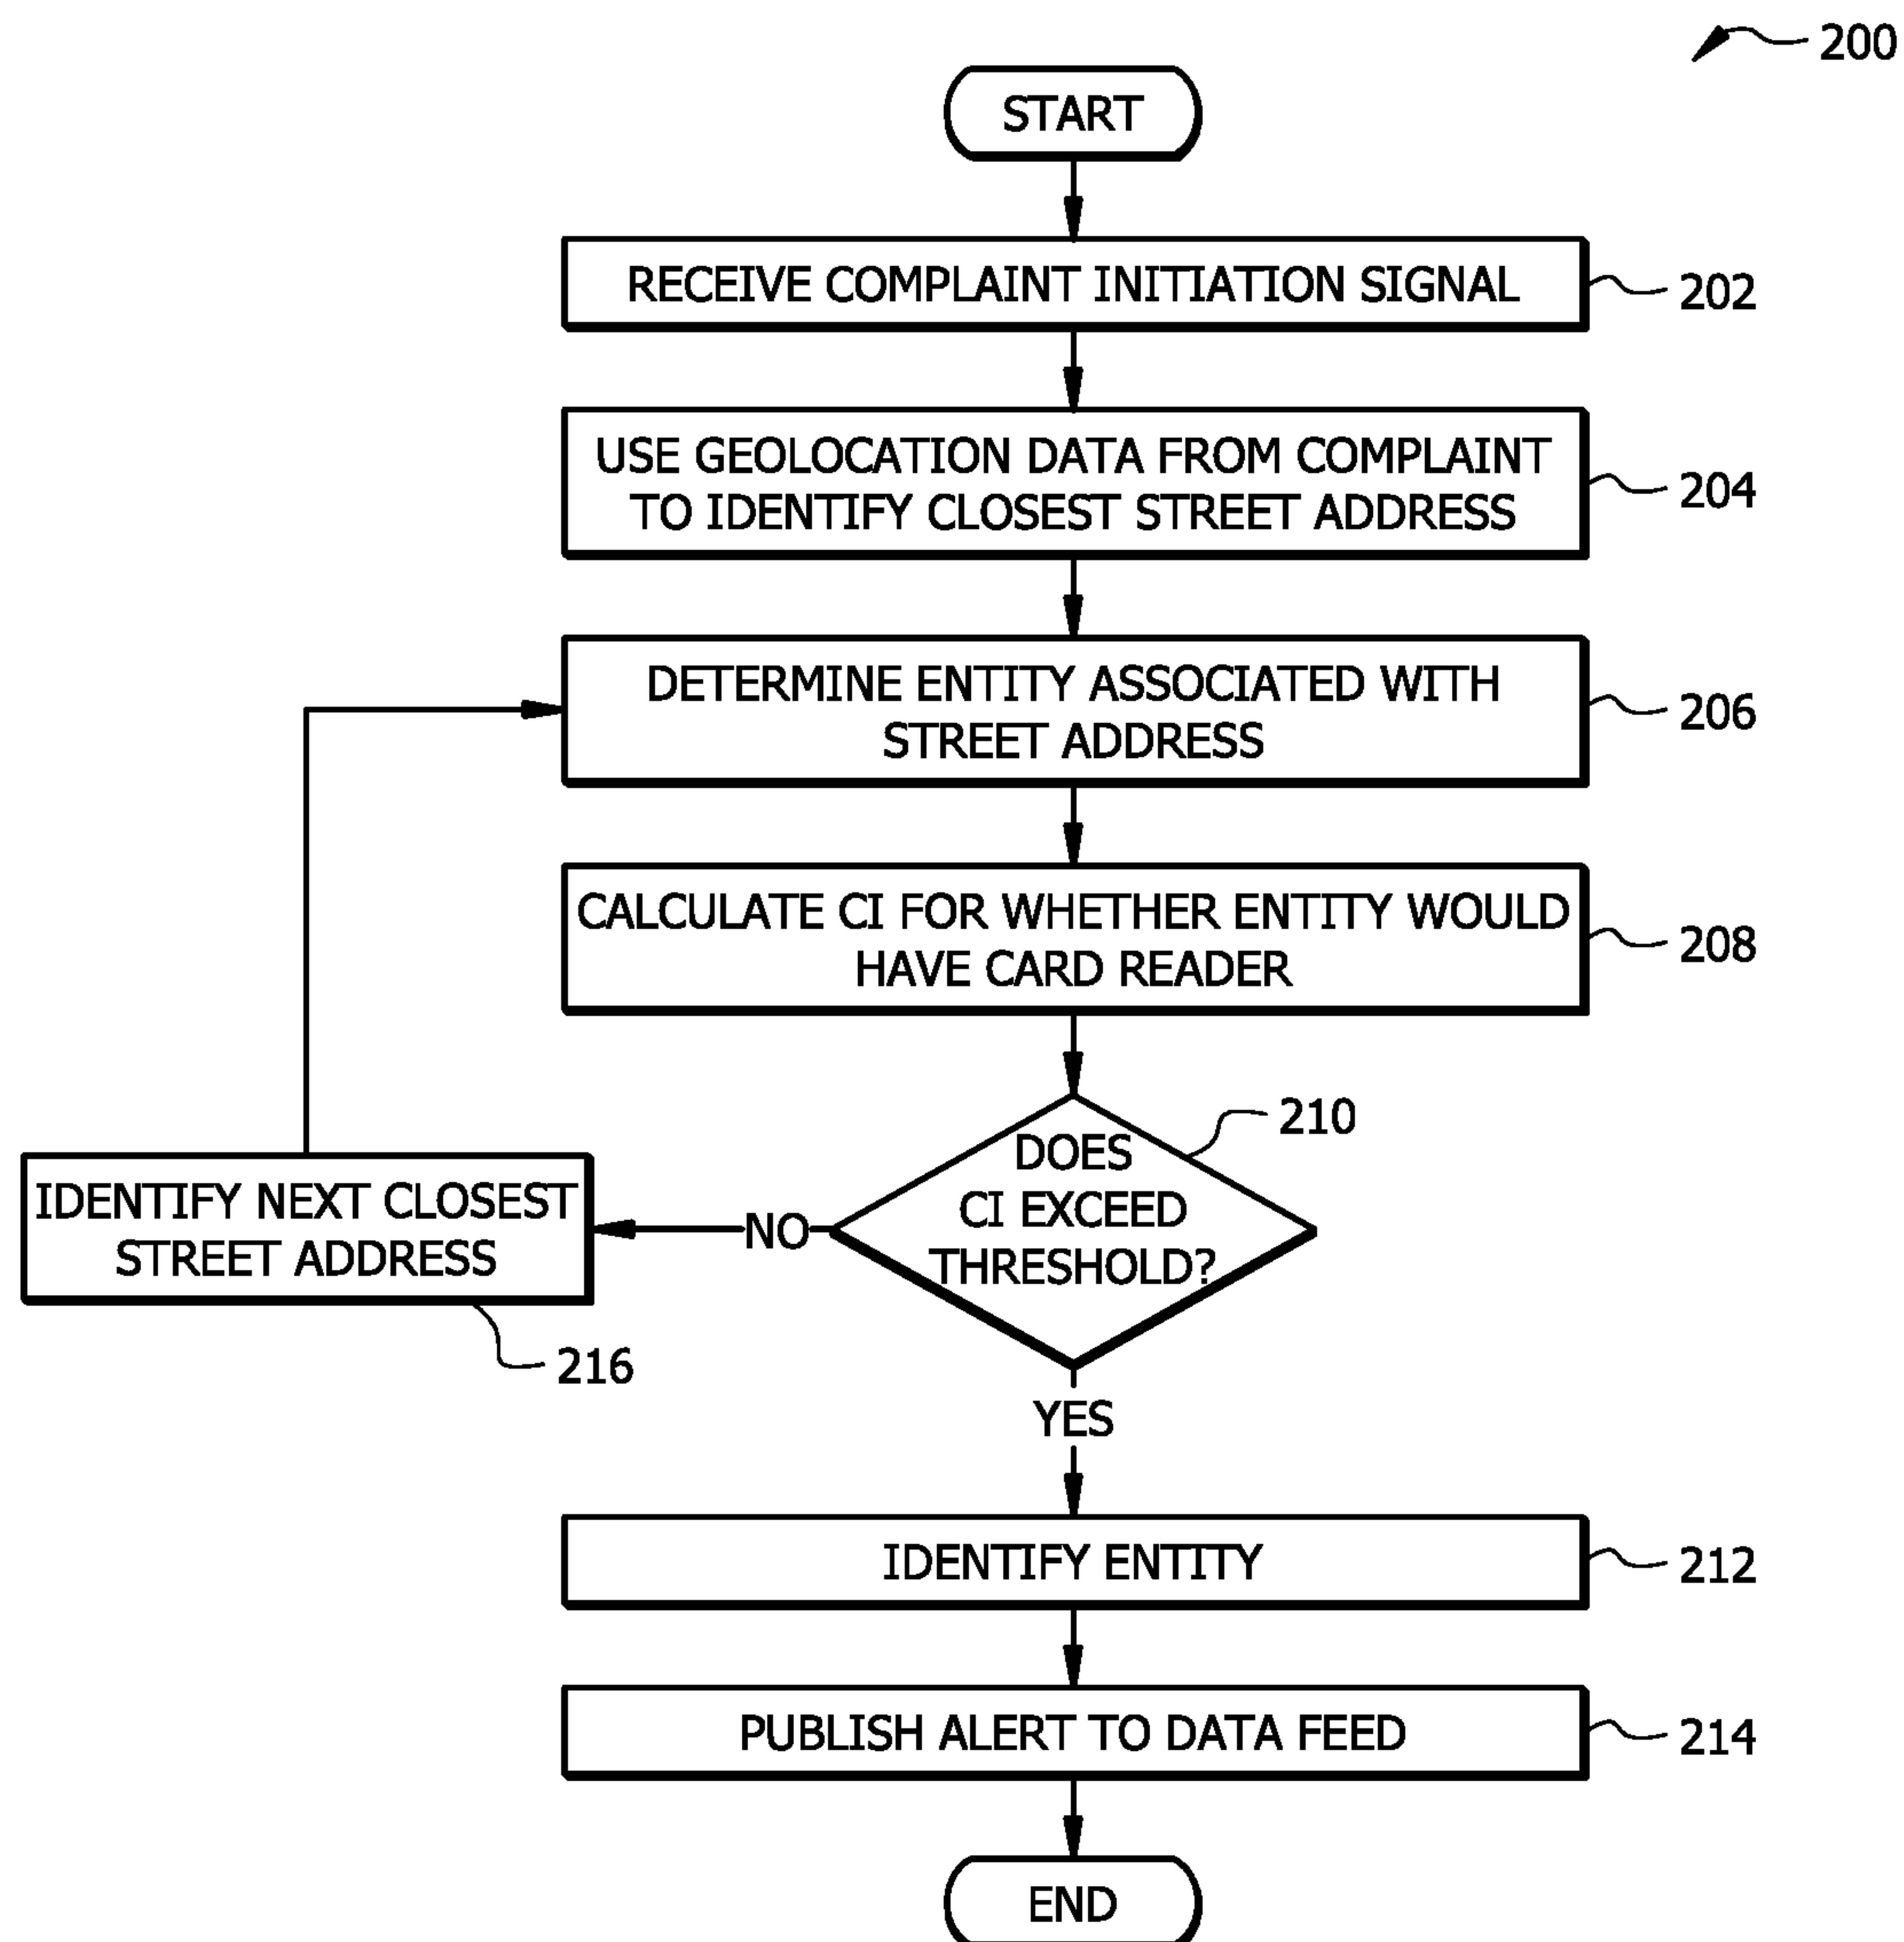 200
START
RECEIVE COMPLAINT INITIATION SIGNAL
202
USE GEOLOCATION DATA FROM COMPLAINT
TO IDENTIFY CLOSEST STREET ADDRESS
204
DETERMINE ENTITY ASSOCIATED WITH
STREET ADDRESS
206
CALCULATE CI FOR WHETHER ENTITY WOULD
HAVE CARD READER
208
DOES
CI EXCEED
THRESHOLD?
210
NO
IDENTIFY NEXT CLOSEST
STREET ADDRESS
216
YES
IDENTIFY ENTITY
212
PUBLISH ALERT TO DATA FEED
214
END